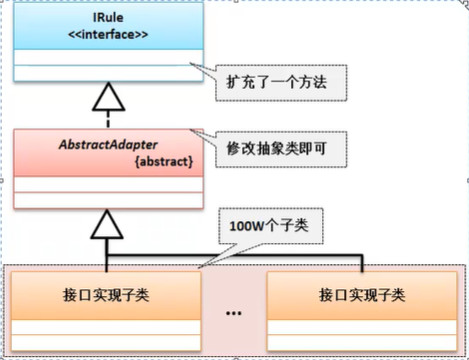 IRule
<<interface>>
扩充了一个方法
AbstractAdapter
{abstract}
修改抽象类即可
100W个子类
接口实现子类
...
接口实现子类